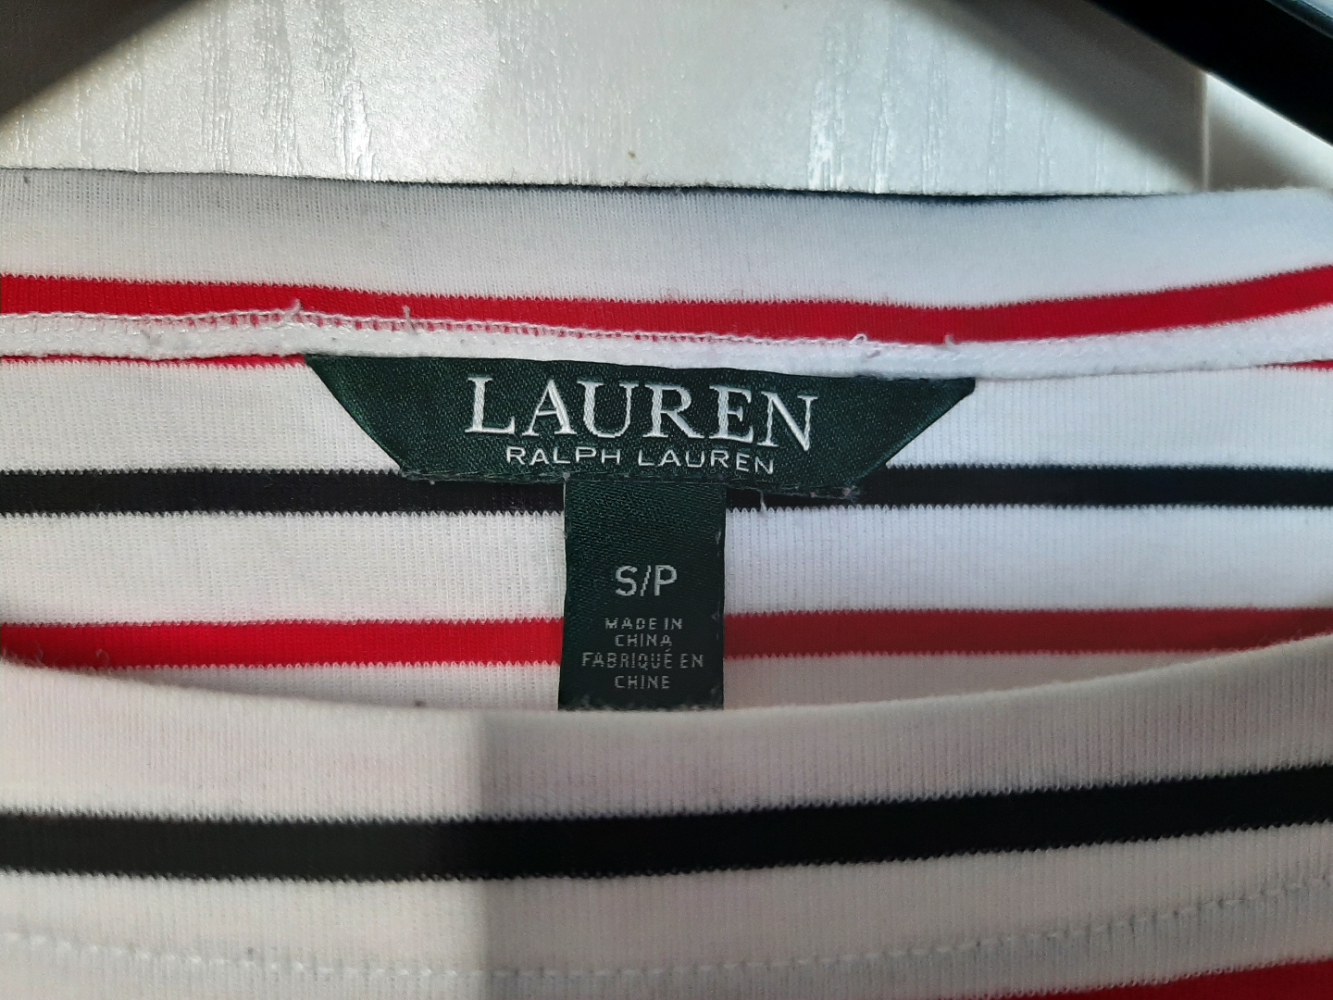 LAUREN
RALPH LAUREN
S/P
MADE IN
CHINA
FABRIQUÉ EN
CHINE